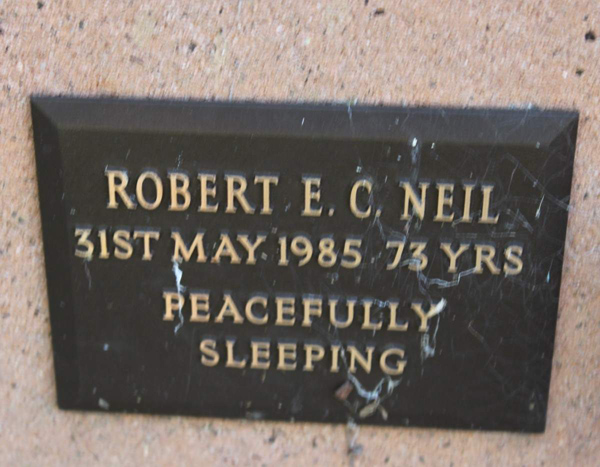 ROBERT E. C. NEIL
31ST MAY 1985 73 YRS
PEACEFULLY
SLEEPING